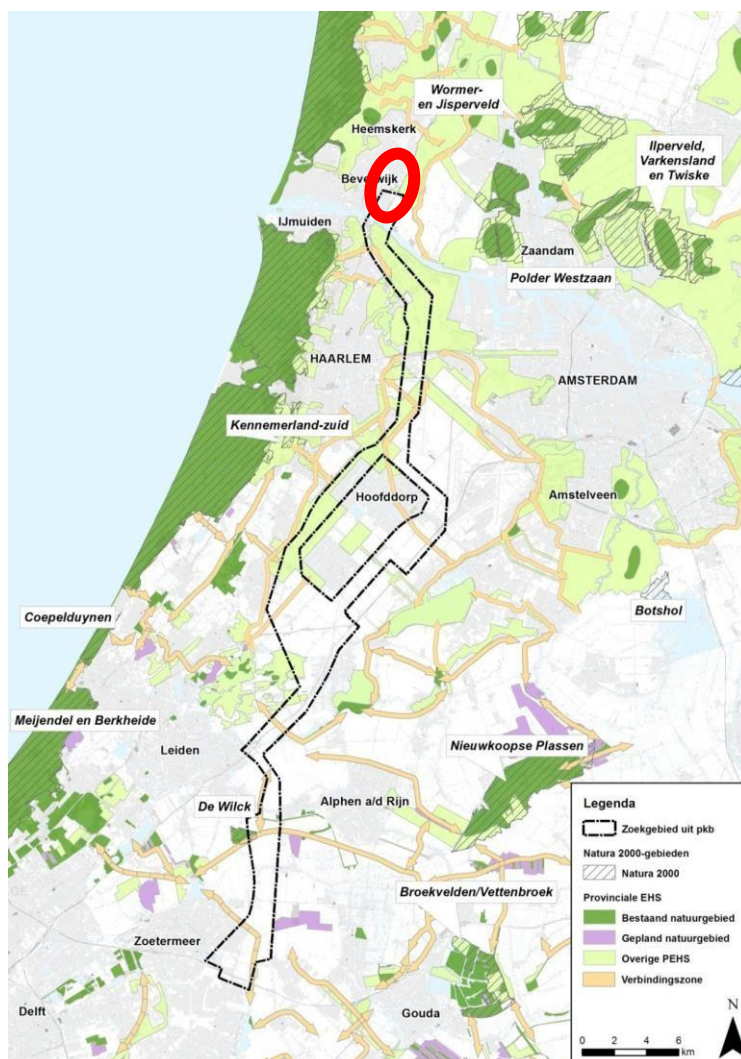 Wormer-
en Jisperveld
Heemskerk
Ilperveld,
Varkensland
en Twiske
Beverwijk
IJmuiden
Zaandam
Polder Westzaan
HAARLEM
AMSTERDAM
Kennemerland-zuid
Hoofddorp
Amstelveen
Coepelduynen
Botshol
Meijendel en Berkheide
Leiden
Nieuwkoopse Plassen
De Wilck
Alphen a/d Rijn
Broekvelden/Vettenbroek
Zoetermeer
Delft
Gouda
Legenda
Zoekgebied uit pkb
Natura 2000-gebieden
Natura 2000
Provinciale EHS
Bestaand natuurgebied
Gepland natuurgebied
Overige PEHS
Verbindingszone
N
0 2 4 6
km